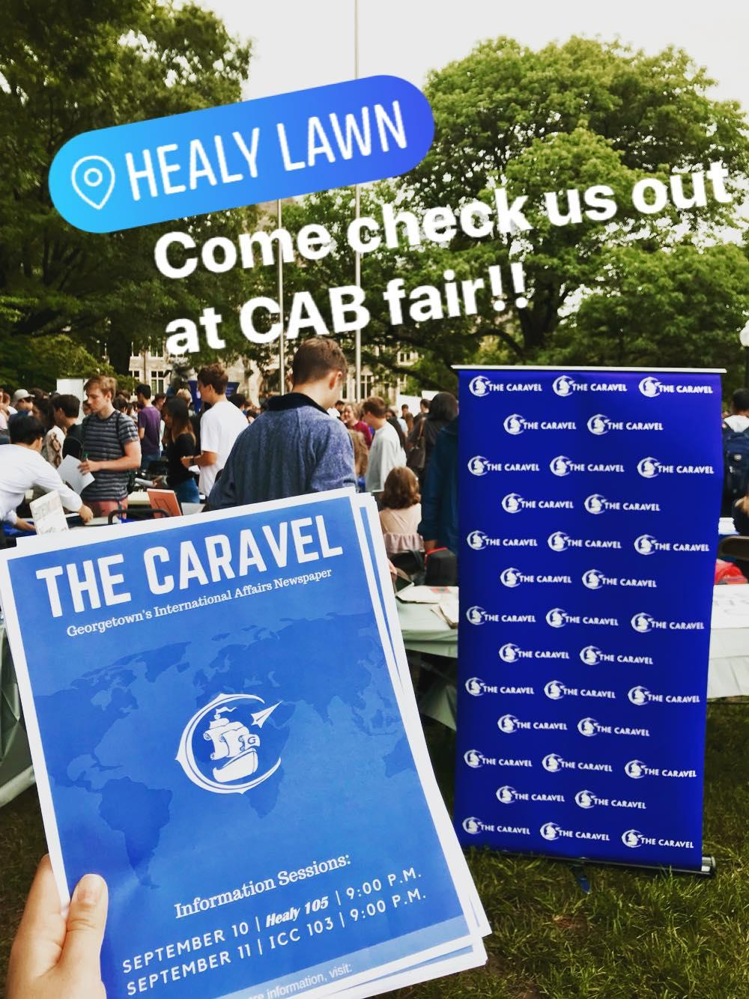 HEALY LAWN
Come check us out
at CAB fair!!
THE CARAVEL
Georgetown's International Affairs Newspaper
G
Information Sessions:
SEPTEMBER 10 | Healy 105 | 9:00 P.M.
SEPTEMBER 11 | ICC 103 | 9:00 P.M.
information, visit:
THE CARAVEL THE CARAVEL THE CARAVEL
THE CARAVEL THE CARAVEL
THE CARAVEL THE CARAVEL THE CARAVEL
THE CARAVEL THE CARAVEL
THE CARAVEL THE CARAVEL THE CARAVEL
THE CARAVEL THE CARAVEL
THE CARAVEL THE CARAVEL THE CARAVEL
THE CARAVEL THE CARAVEL
THE CARAVEL THE CARAVEL THE CARAVEL
THE CARAVEL THE CARAVEL
THE CARAVEL THE CARAVEL THE CARAVEL
THE CARAVEL THE CARAVEL
THE CARAVEL THE CARAVEL THE CARAVEL